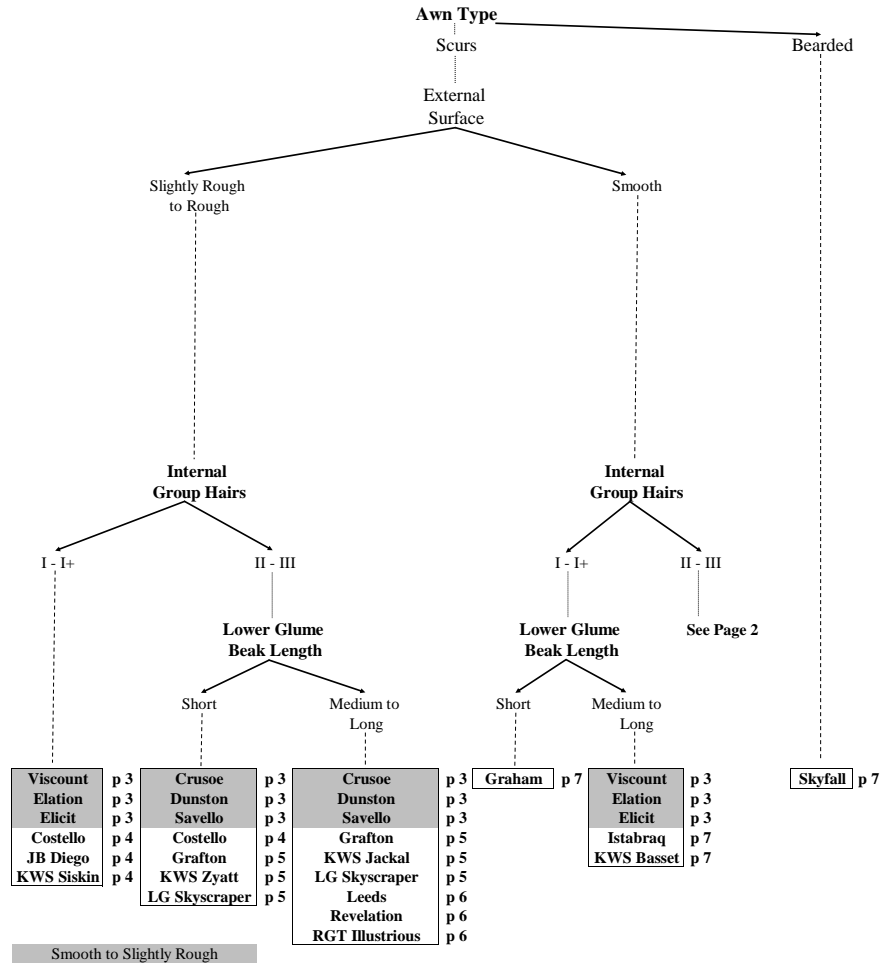 Awn Type
Scurs
Bearded
External
Surface
Slightly Rough
to Rough
Smooth
Internal
Group Hairs
Internal
Group Hairs
I - I+
II - III
I - I+
II - III
Lower Glume
Beak Length
Lower Glume
Beak Length
See Page 2
Short
Medium to
Long
Short
Medium to
Long
Viscount p 3
Elation p 3
Elicit p 3
Costello p 4
JB Diego p 4
KWS Siskin p 4
Crusoe p 3
Dunston p 3
Savello p 3
Costello p 4
Grafton p 5
KWS Zyatt p 5
LG Skyscraper p 5
Crusoe p 3
Dunston p 3
Savello p 3
Grafton p 5
KWS Jackal p 5
LG Skyscraper p 5
Leeds p 6
Revelation p 6
RGT Illustrious p 6
Graham p 7
Viscount p 3
Elation p 3
Elicit p 3
Istabraq p 7
KWS Basset p 7
Skyfall p 7
Smooth to Slightly Rough